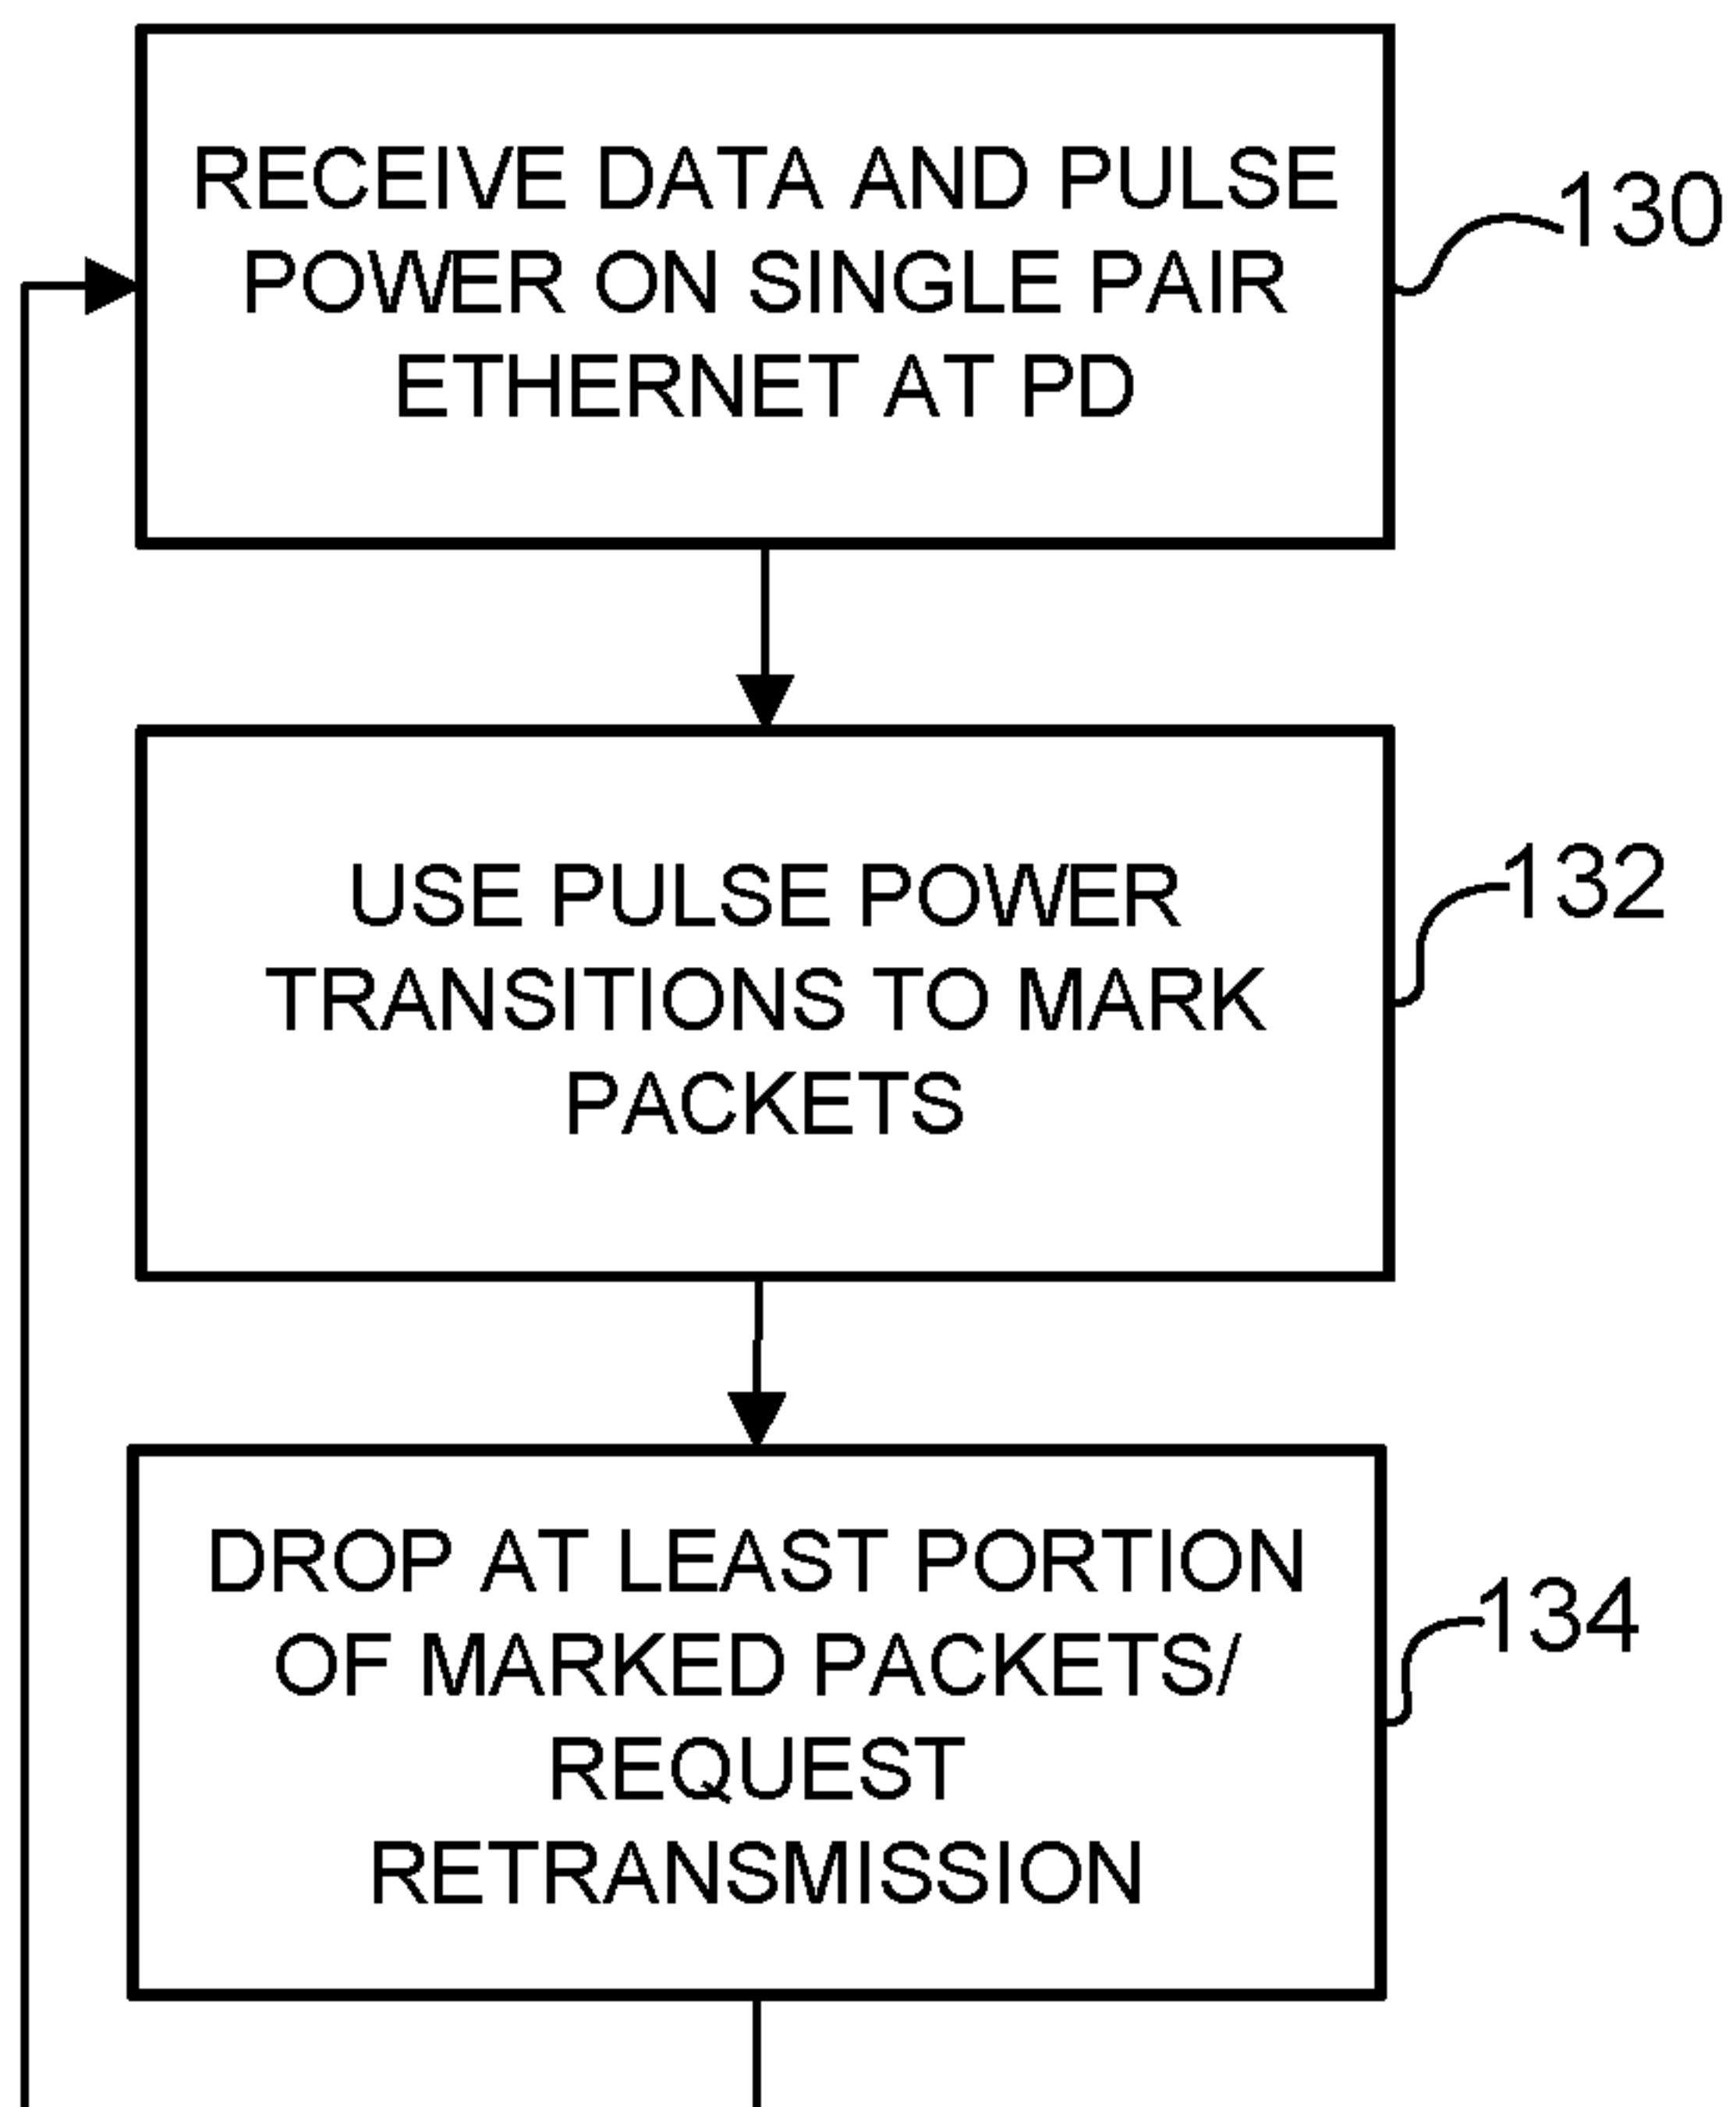 RECEIVE DATA AND PULSE
POWER ON SINGLE PAIR
ETHERNET AT PD
130
USE PULSE POWER
TRANSITIONS TO MARK
PACKETS
132
DROP AT LEAST PORTION
OF MARKED PACKETS/
REQUEST
RETRANSMISSION
134